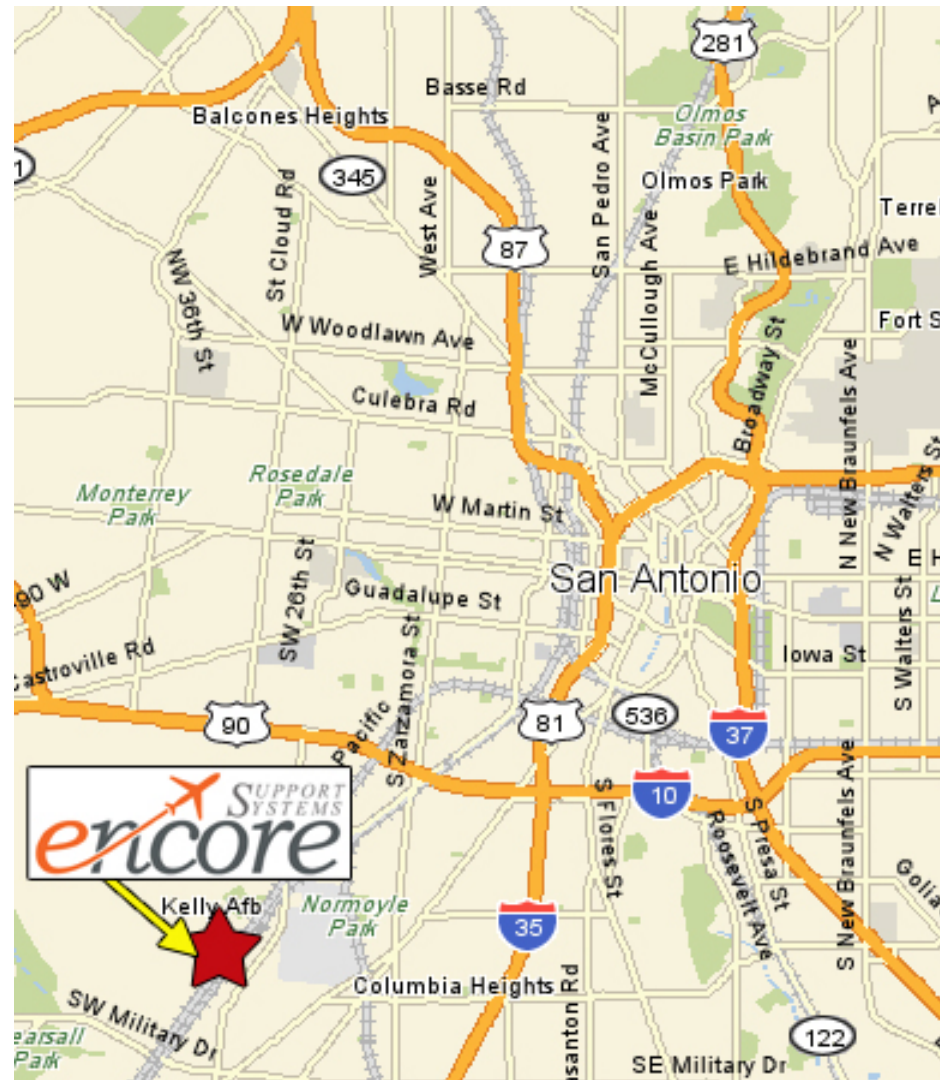 281
Basse Rd
Olmos
Basin Park
Balcones Heights
345
San Pedro Ave
Olmos Park
St Cloud Rd
West Ave
McCullough Ave
Terrel
87
E Hildebrand Ave
NW 36th St
W Woodlawn Ave
Broadway St
Fort S
Culebra Rd
N New Braunfels Ave
N Walters St
Rosedale
Park
Monterrey
Park
W Martin St
San Antonio
E H
90 W
SW 26th St
Guadalupe St
S Walters St
Castroville Rd
S Zarzamora St
Iowa St
90
Pacific
81
536
37
SUPPORT
SYSTEMS
encore
10
S Flores St
Roosevelt Ave
S Presa St
S New Braunfels Ave
Golia
Kelly Afb
Normoyle
Park
35
Columbia Heights
SW Military Dr
asanton Rd
earsall
Park
122
SE Military Dr